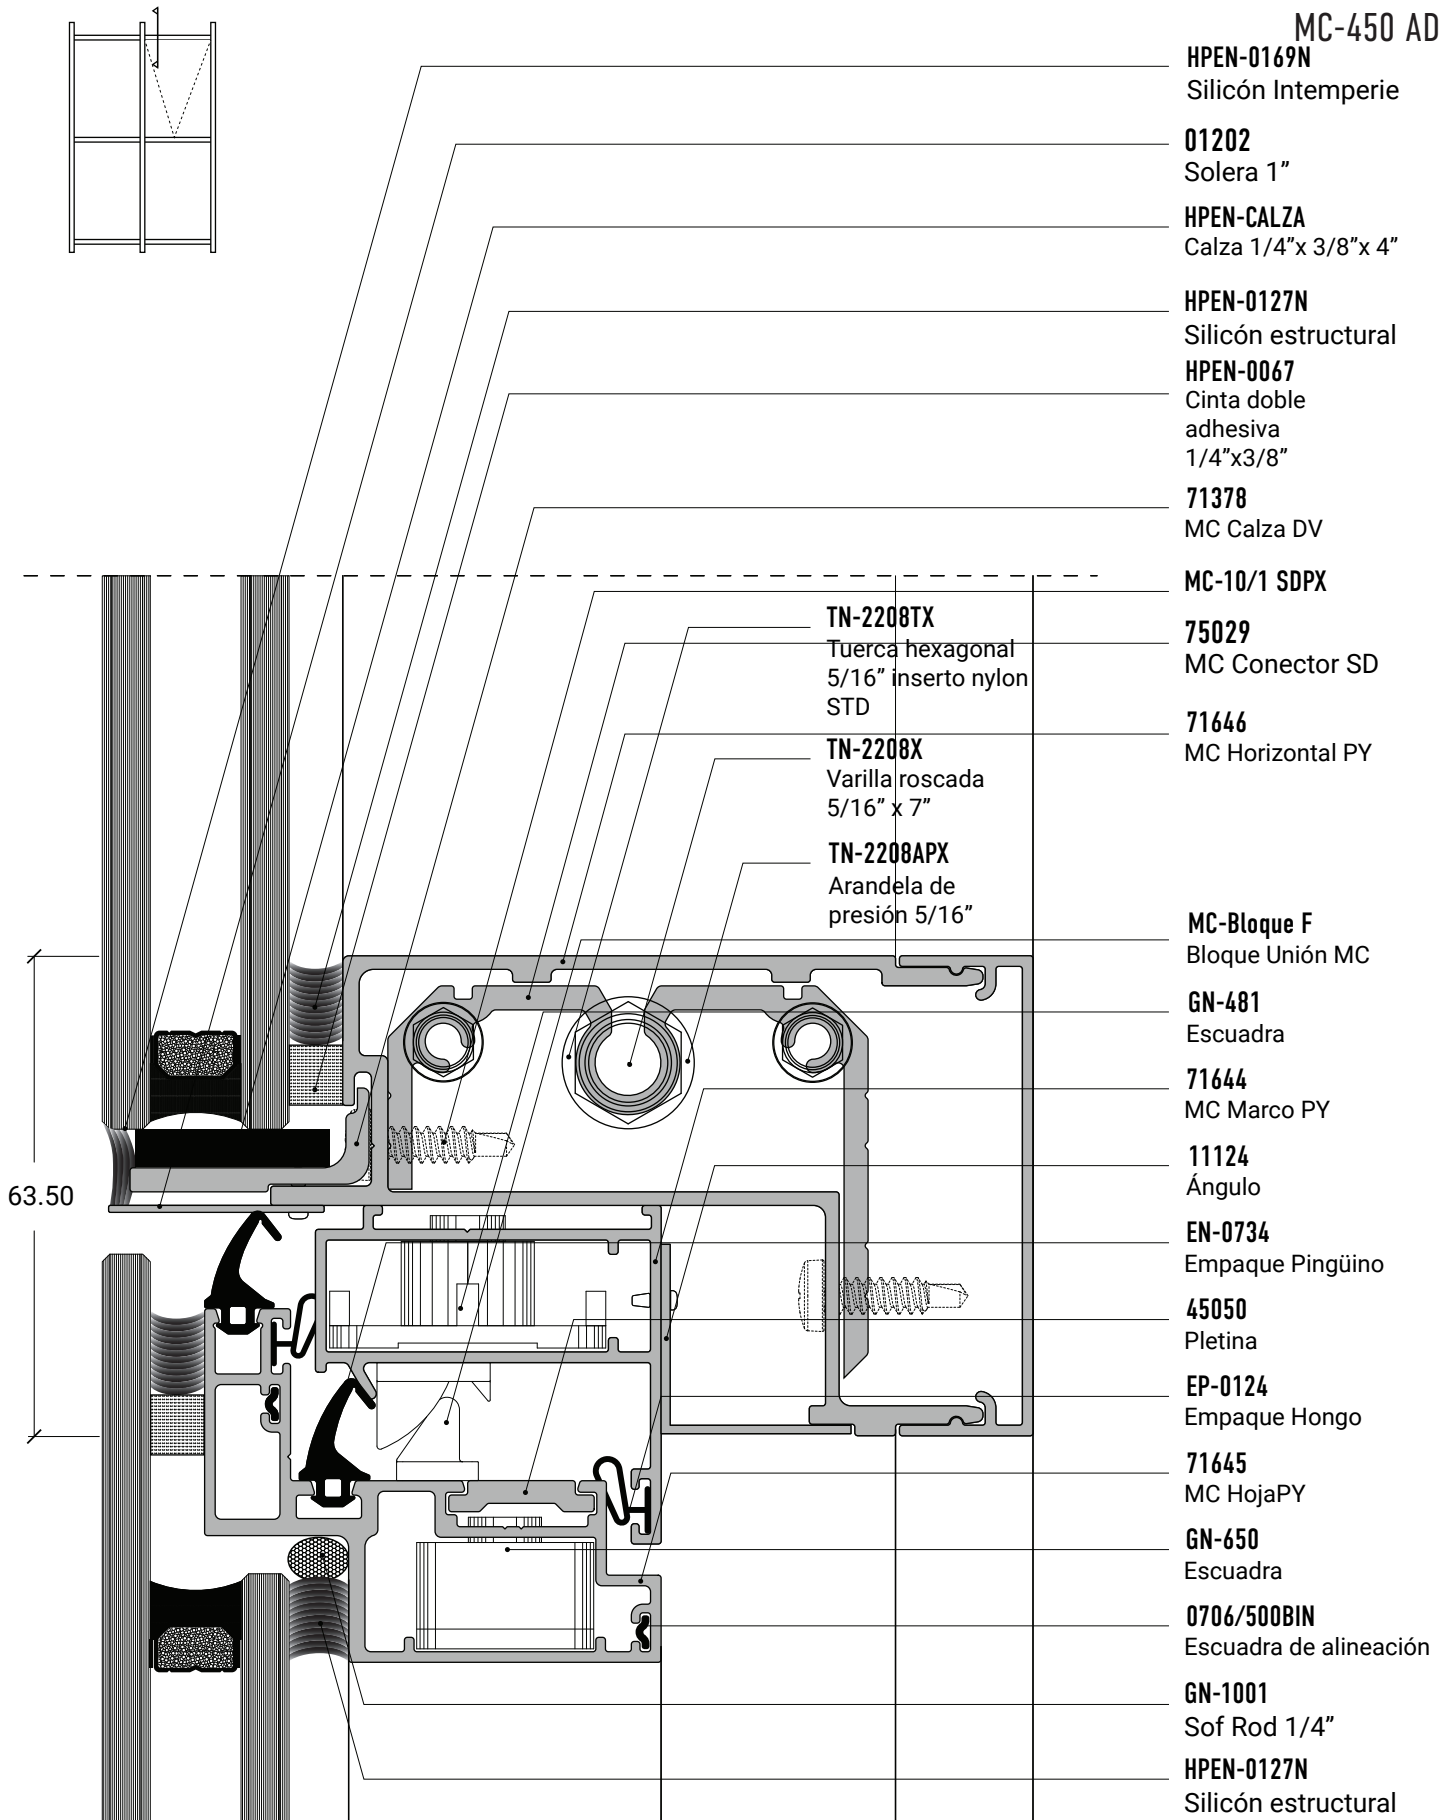 MC-450 AD
HPEN-0169N
Silicón Intemperie
01202
Solera 1”
HPEN-CALZA
Calza 1/4”x 3/8”x 4”
HPEN-0127N
Silicón estructural
HPEN-0067
Cinta doble
adhesiva
1/4”x3/8”
71378
MC Calza DV
MC-10/1 SDPX
75029
MC Conector SD
71646
MC Horizontal PY
TN-2208TX
Tuerca hexagonal
5/16” inserto nylon
STD
TN-2208X
Varilla roscada
5/16” x 7”
TN-2208APX
Arandela de
presión 5/16”
MC-Bloque F
Bloque Unión MC
GN-481
Escuadra
71644
MC Marco PY
11124
Ángulo
63.50
EN-0734
Empaque Pingüino
45050
Pletina
EP-0124
Empaque Hongo
71645
MC HojaPY
GN-650
Escuadra
0706/500BIN
Escuadra de alineación
GN-1001
Sof Rod 1/4”
HPEN-0127N
Silicón estructural